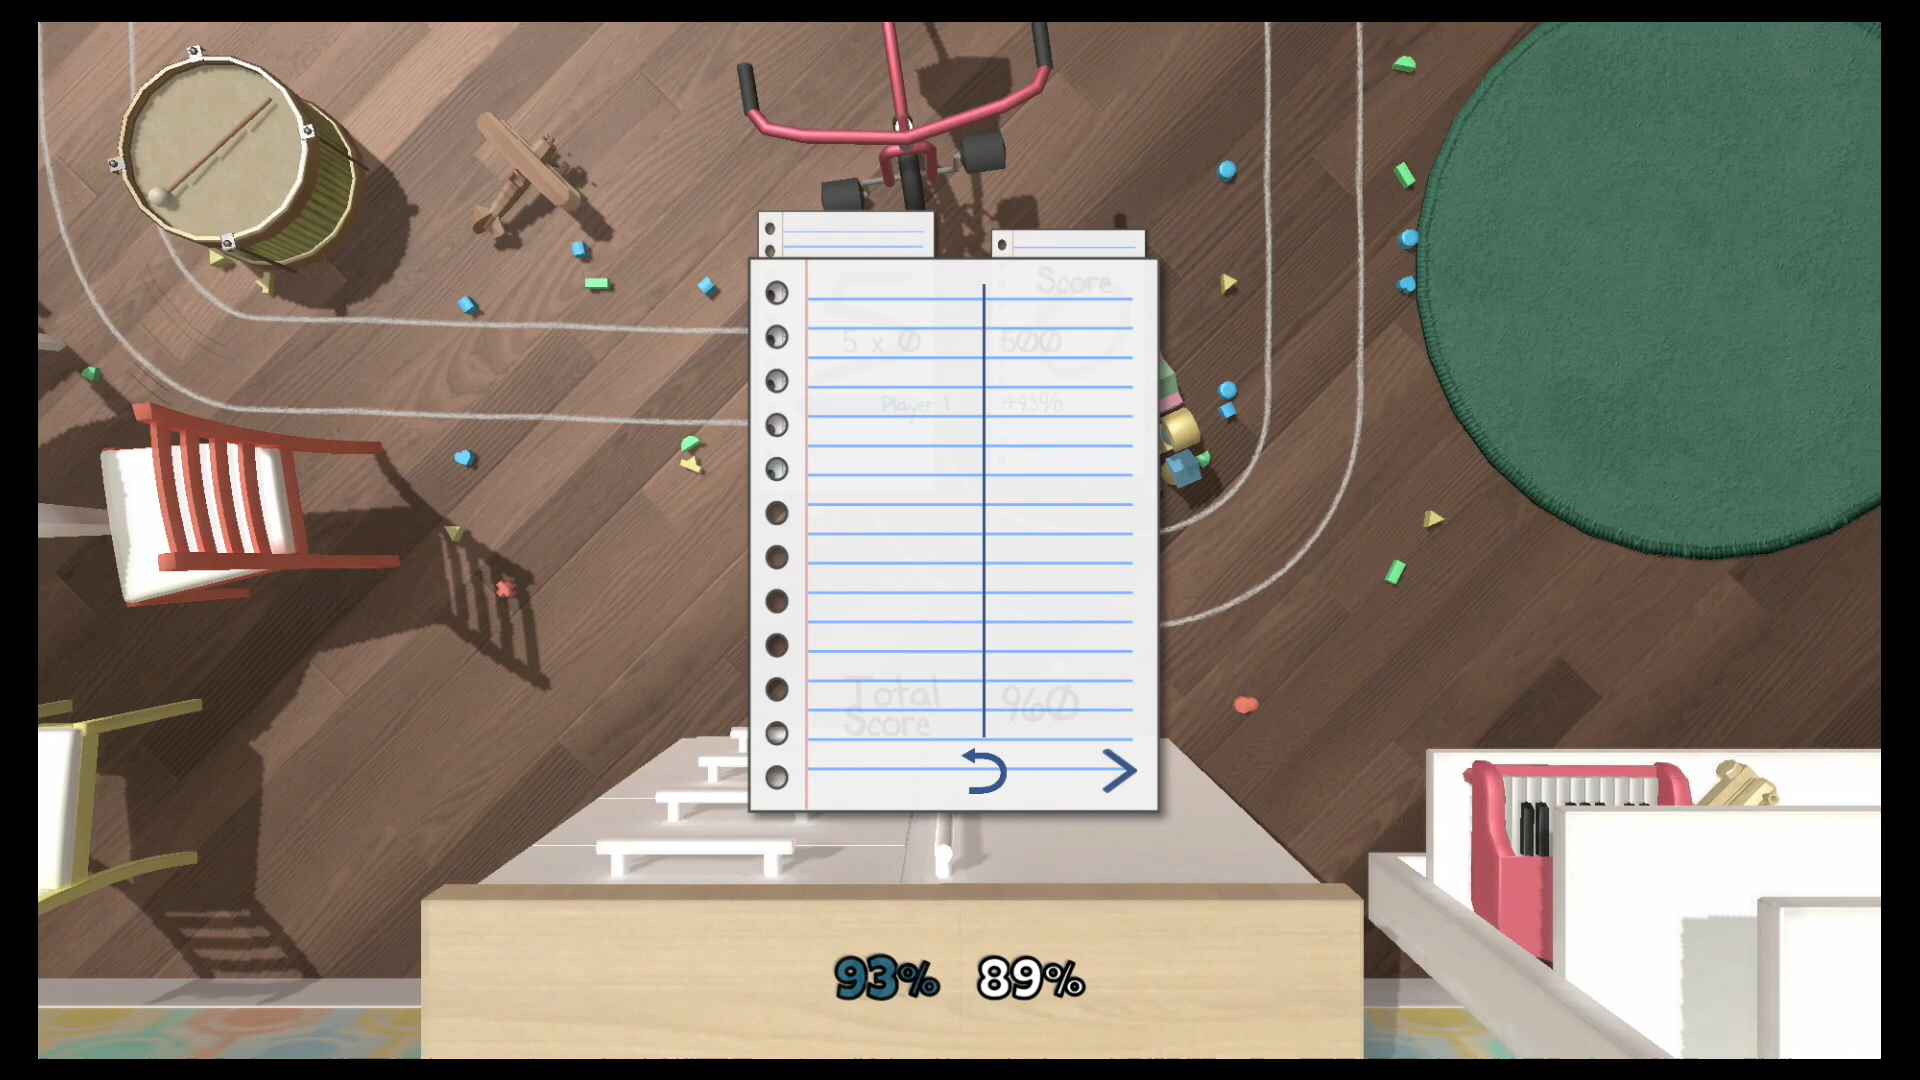 Score
5 x 0 500
Player 1 +93%
Total
Score 960
93% 89%